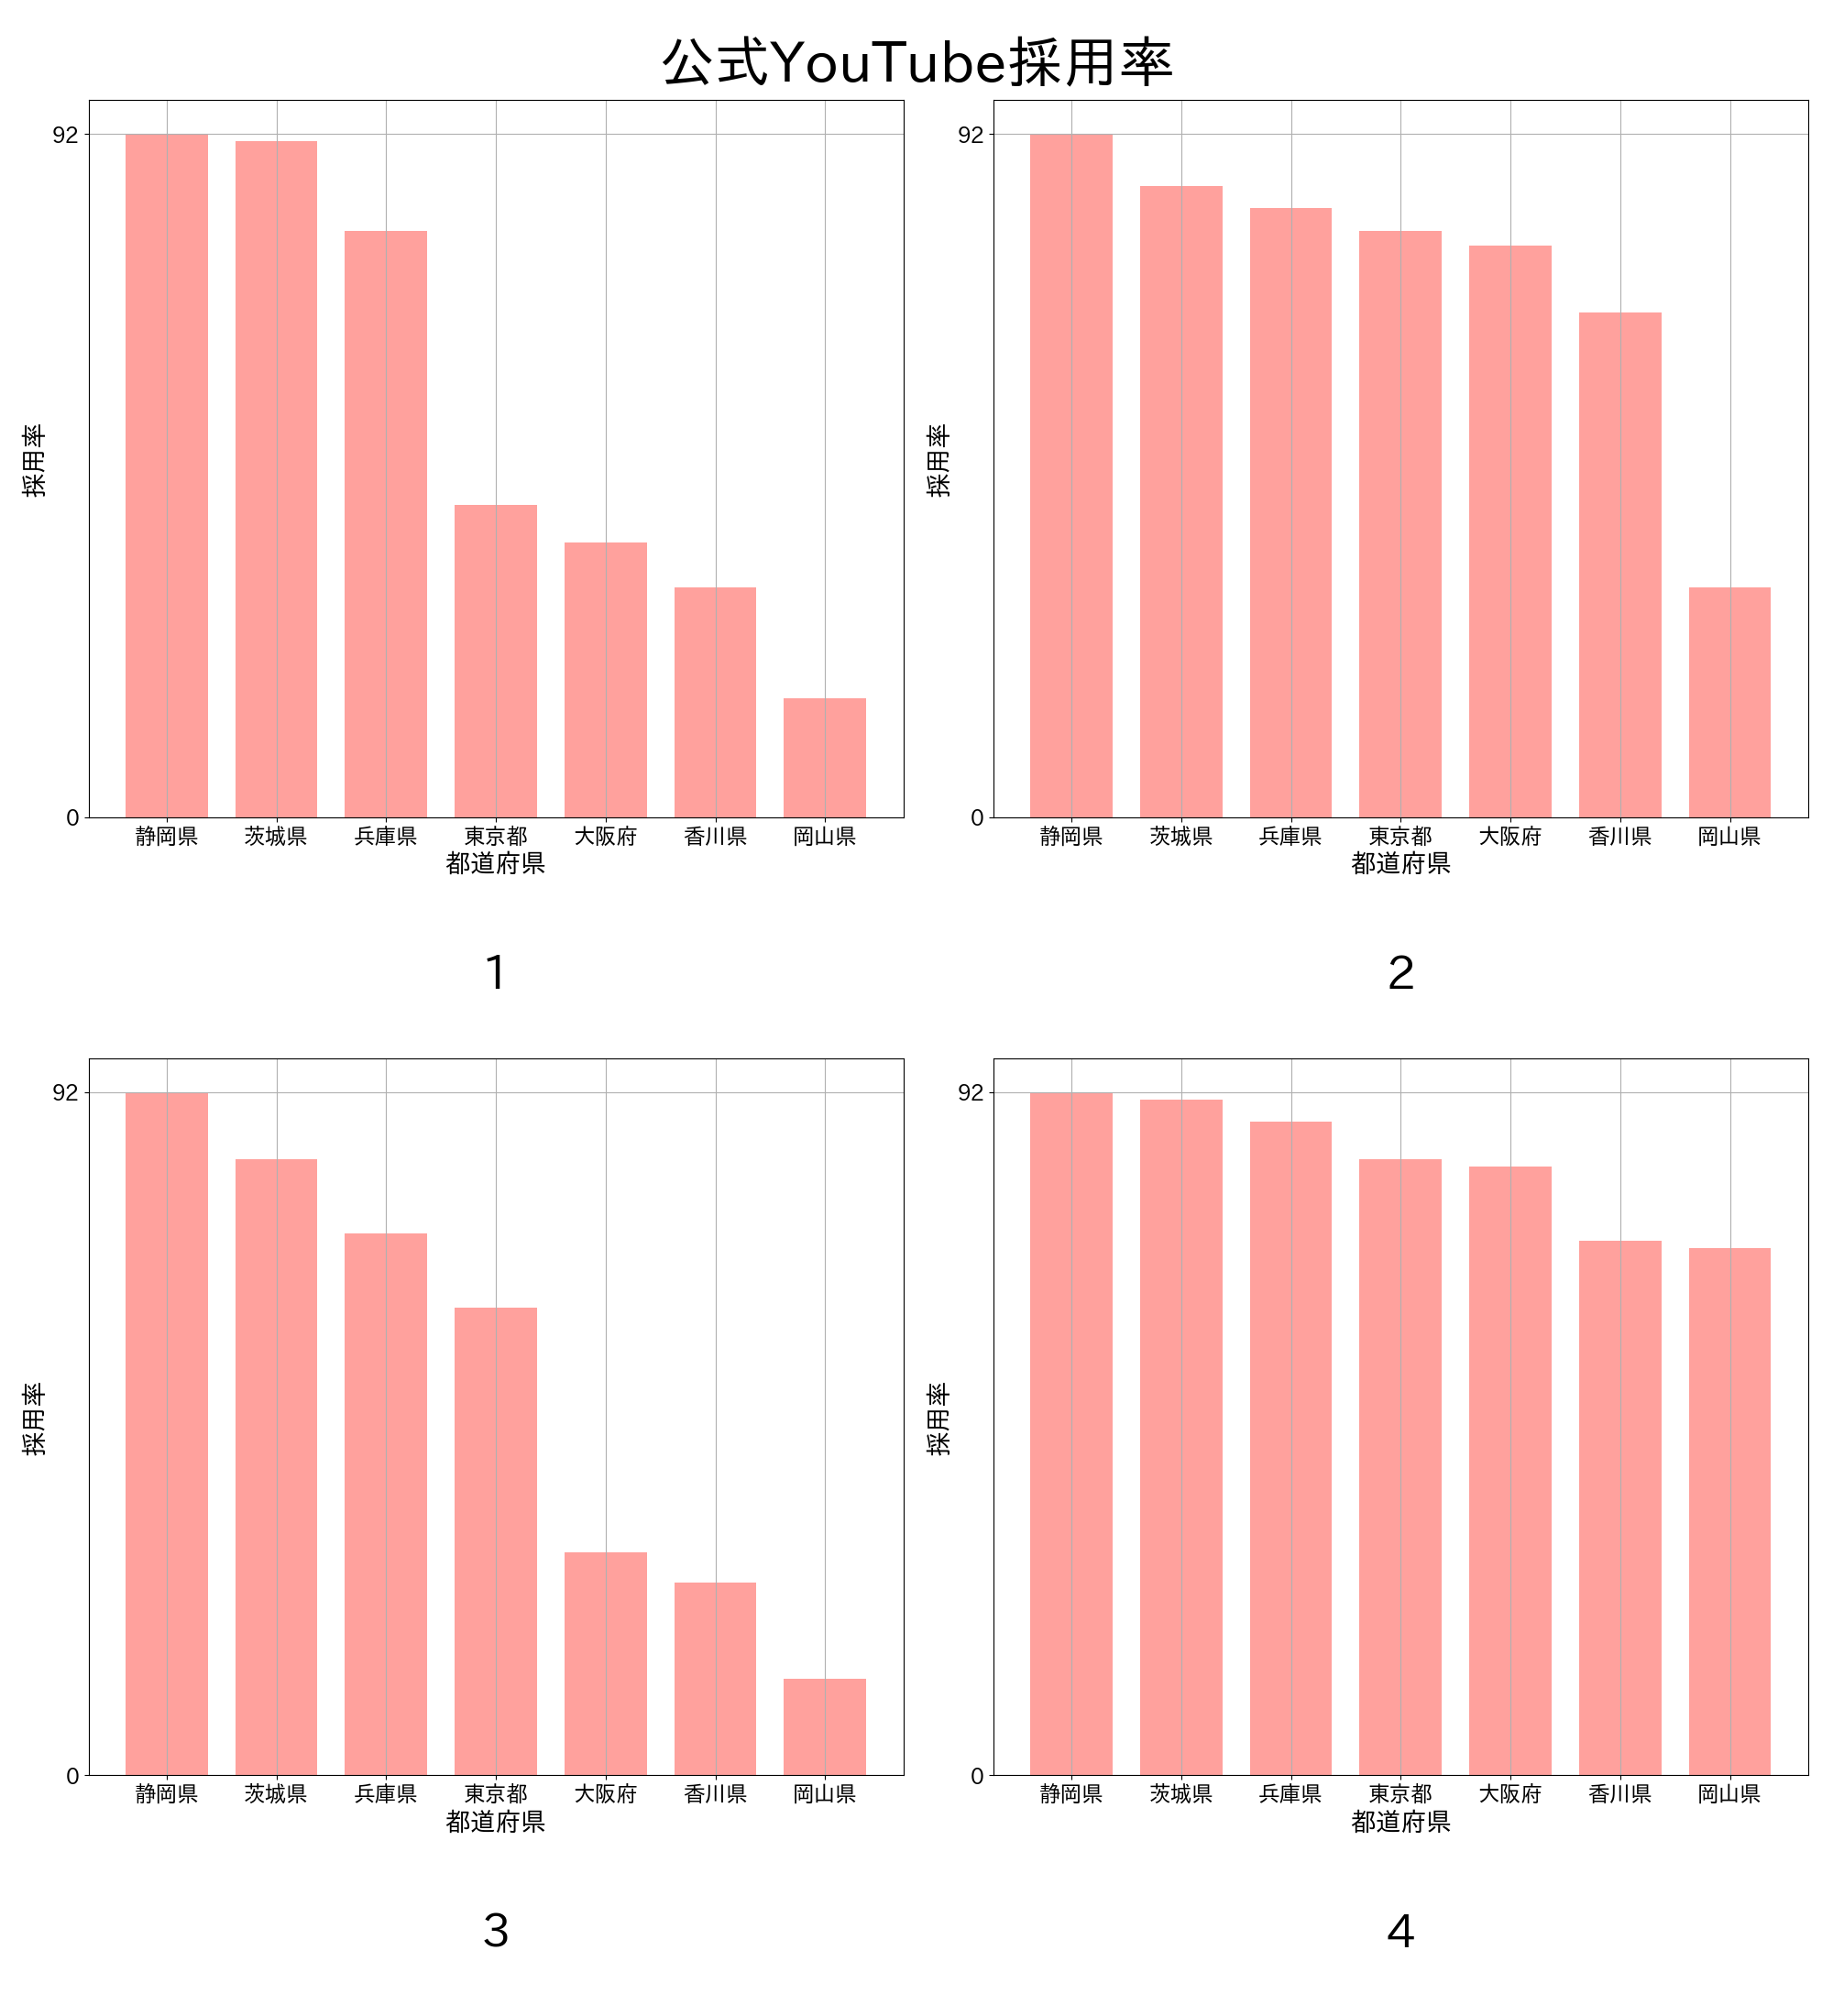 公式YouTube採用率
92
0
採用率
静岡県 茨城県 兵庫県 東京都 大阪府 香川県 岡山県
都道府県
1
92
0
採用率
静岡県 茨城県 兵庫県 東京都 大阪府 香川県 岡山県
都道府県
2
92
0
採用率
静岡県 茨城県 兵庫県 東京都 大阪府 香川県 岡山県
都道府県
3
92
0
採用率
静岡県 茨城県 兵庫県 東京都 大阪府 香川県 岡山県
都道府県
4